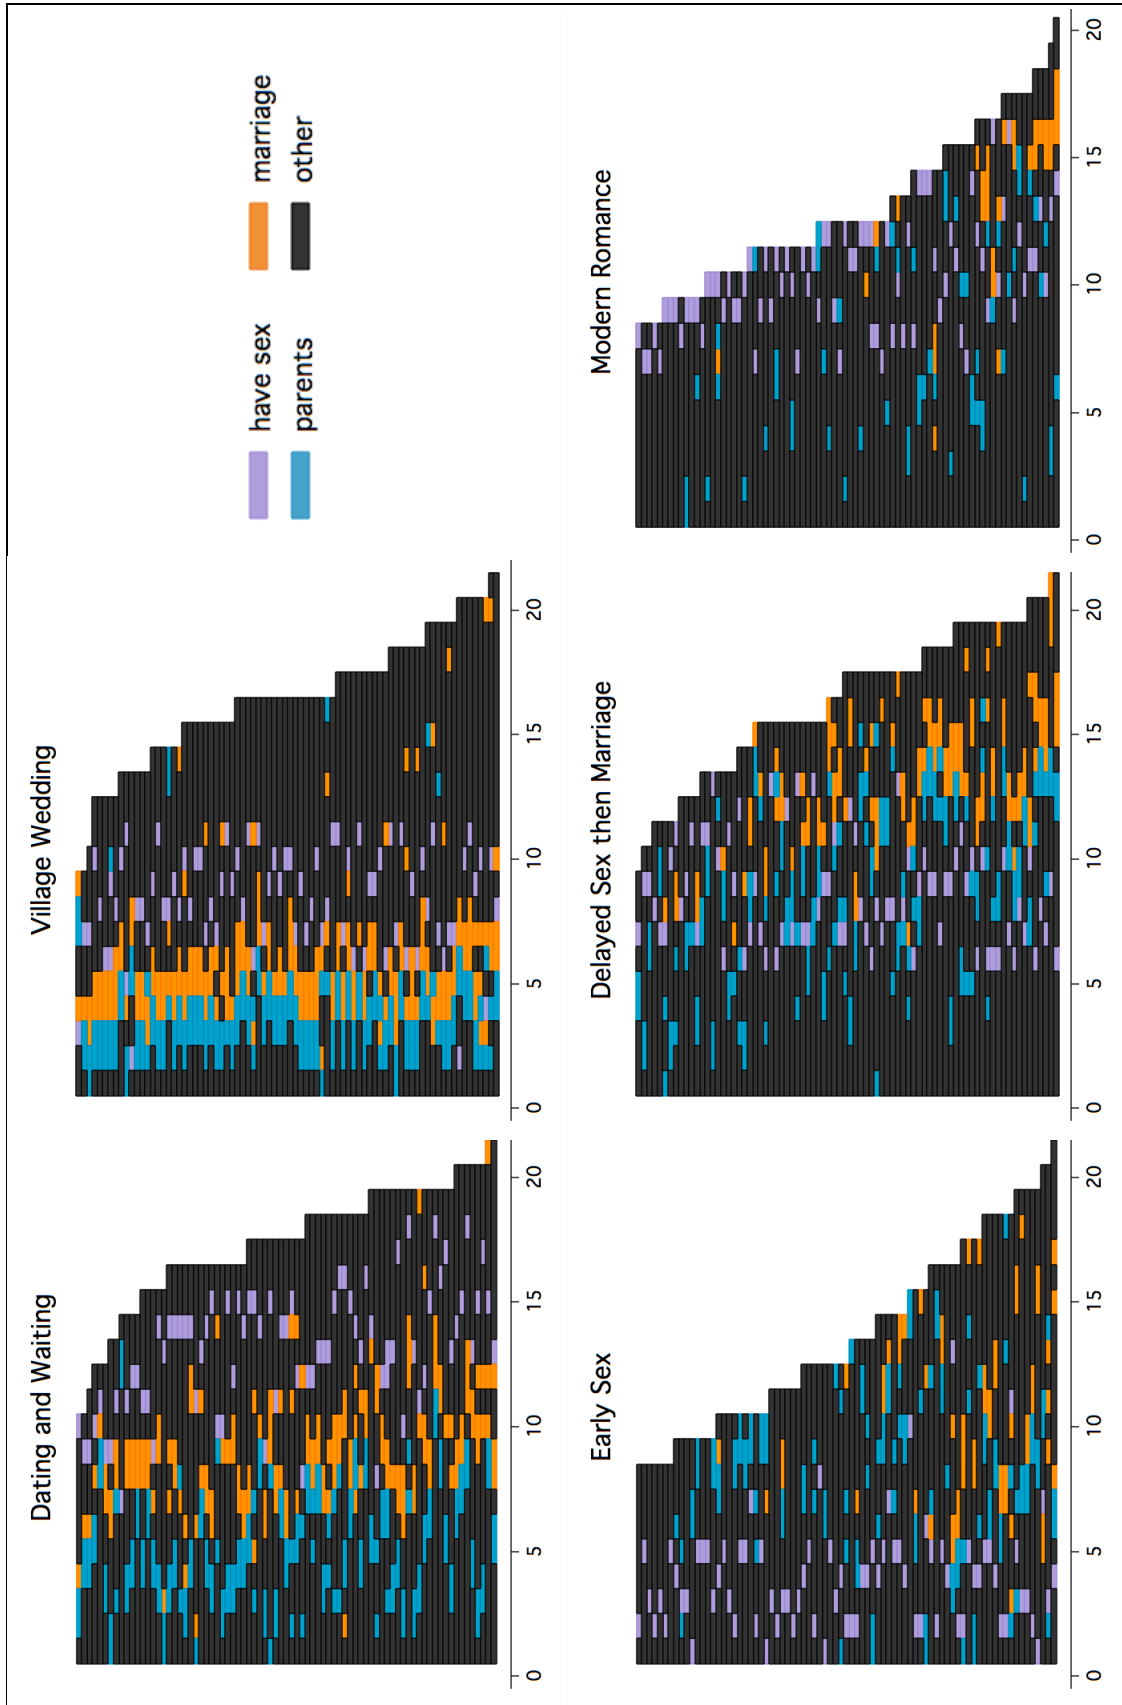 Dating and Waiting
0 5 10 15 20
Village Wedding
0 5 10 15 20
have sex marriage
parents other
Early Sex
0 5 10 15 20
Delayed Sex then Marriage
0 5 10 15 20
Modern Romance
0 5 10 15 20